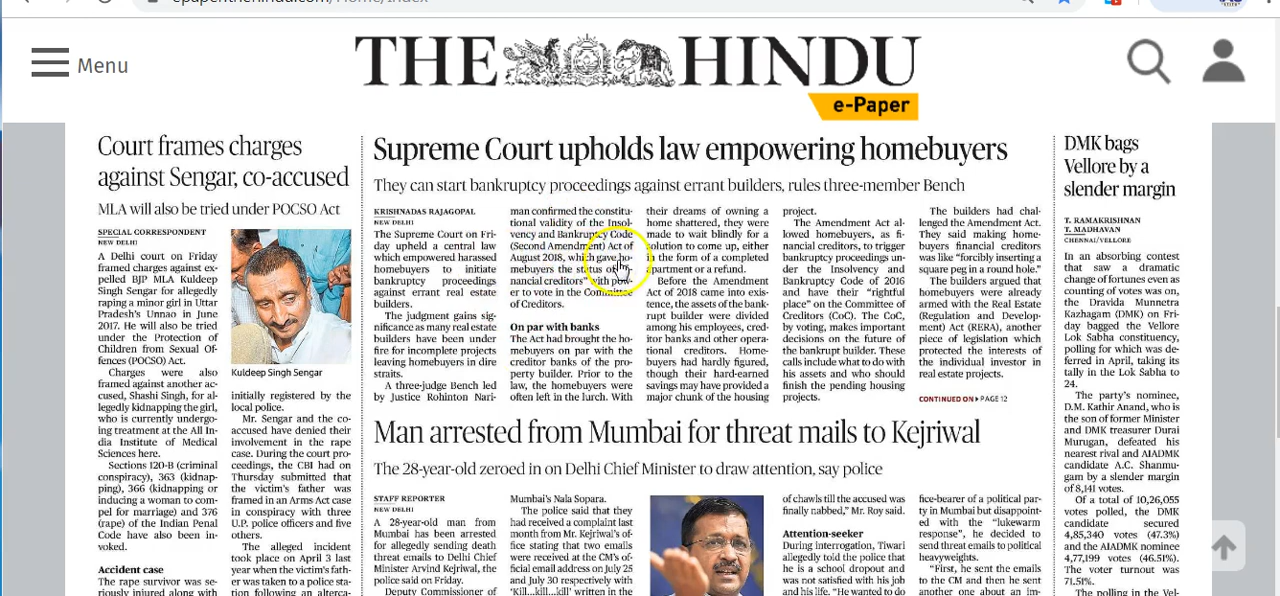 Menu
THE HINDU
e-Paper
Court frames charges
against Sengar, co-accused
MLA will also be tried under POCSO Act
SPECIAL CORRESPONDENT
NEW DELHI
A Delhi court on Friday
framed charges against ex-
pelled BJP MLA Kuldeep
Singh Sengar for allegedly
raping a minor girl in Uttar
Pradesh's Unnao in June
2017. He will also be tried
under the Protection of
Children from Sexual Of-
fences (POCSO) Act.
Charges were also
framed against another ac-
cused, Shashi Singh, for al-
legedly kidnapping the girl,
who is currently undergo-
ing treatment at the All In-
dia Institute of Medical
Sciences here.
Sections 120-B (criminal
conspiracy), 363 (kidnap-
ping), 366 (kidnapping or
inducing a woman to com-
pel for marriage) and 376
(rape) of the Indian Penal
Code have also been in-
voked.
Accident case
The rape survivor was se-
riously injured along with
Kuldeep Singh Sengar
initially registered by the
local police.
Mr. Sengar and the co-
accused have denied their
involvement in the rape
case. During the court pro-
ceedings, the CBI had on
Thursday submitted that
the victim's father was
framed in an Arms Act case
in conspiracy with three
U.P. police officers and five
others.
The alleged incident
took place on April 3 last
year when the victim's fath-
er was taken to a police sta-
tion following an alterca-
Supreme Court upholds law empowering homebuyers
They can start bankruptcy proceedings against errant builders, rules three-member Bench
KRISHNADAS RAJAGOPAL
NEW DELHI
The Supreme Court on Fri-
day upheld a central law
which empowered harassed
homebuyers to initiate
bankruptcy proceedings
against errant real estate
builders.
The judgment gains sig-
nificance as many real estate
builders have been under
fire for incomplete projects
leaving homebuyers in dire
straits.
A three-judge Bench led
by Justice Rohinton Nari-
man confirmed the constitu-
tional validity of the Insol-
vency and Bankruptcy Code
(Second Amendment) Act of
August 2018, which gave ho-
mebuyers the status of
nancial creditors" with pow-
er to vote in the Committee
of Creditors.
On par with banks
The Act had brought the ho-
mebuyers on par with the
creditor banks of the pro-
perty builder. Prior to the
law, the homebuyers were
often left in the lurch. With
their dreams of owning a
home shattered, they were
made to wait blindly for a
solution to come up, either
in the form of a completed
apartment or a refund.
Before the Amendment
Act of 2018 came into exis-
tence, the assets of the bank-
rupt builder were divided
among his employees, cred-
itor banks and other opera-
tional creditors. Home-
buyers had hardly figured,
though their hard-earned
savings may have provided a
major chunk of the housing
project.
The Amendment Act al-
lowed homebuyers, as fi-
nancial creditors, to trigger
bankruptcy proceedings un-
der the Insolvency and
Bankruptcy Code of 2016
and have their "rightful
place" on the Committee of
Creditors (CoC). The CoC,
by voting, makes important
decisions on the future of
the bankrupt builder. These
calls include what to do with
his assets and who should
finish the pending housing
projects.
The builders had chal-
lenged the Amendment Act.
They said making home-
buyers financial creditors
was like "forcibly inserting a
square peg in a round hole."
The builders argued that
homebuyers were already
armed with the Real Estate
(Regulation and Develop-
ment) Act (RERA), another
piece of legislation which
protected the interests of
the individual investor in
real estate projects.
CONTINUED ON PAGE 12
Man arrested from Mumbai for threat mails to Kejriwal
The 28-year-old zeroed in on Delhi Chief Minister to draw attention, say police
STAFF REPORTER
NEW DELHI
A 28-year-old man from
Mumbai has been arrested
for allegedly sending death
threat emails to Delhi Chief
Minister Arvind Kejriwal, the
police said on Friday.
Deputy Commissioner of
Mumbai's Nala Sopara.
The police said that they
had received a complaint last
month from Mr. Kejriwal's of-
fice stating that two emails
were received at the CM's of-
ficial email address on July 25
and July 30 respectively with
'Kill...kill...kill' written in the
of chawls till the accused was
finally nabbed," Mr. Roy said.
Attention-seeker
During interrogation, Tiwari
allegedly told the police that he
is a school dropout and
was not satisfied with his job
and his life. "He wanted to do
fice-bearer of a political par-
ty in Mumbai but disappoint-
ed with the "lukewarm
response", he decided to
send threat emails to political
heavyweights.
"First, he sent the emails
to the CM and then he sent
another one about an im-
DMK bags
Vellore by a
slender margin
T. RAMAKRISHNAN
T. MADHAVAN
CHENNAI/VELLORE
In an absorbing contest
that saw a dramatic
change of fortunes even as
counting of votes was on,
the Dravida Munnetra
Kazhagam (DMK) on Fri-
day bagged the Vellore
Lok Sabha constituency,
polling for which was de-
ferred in April, taking its
tally in the Lok Sabha to
24.
The party's nominee,
D.M. Kathir Anand, who is
the son of former Minister
and DMK treasurer Durai
Murugan, defeated his
nearest rival and AIADMK
candidate A.C. Shanmu-
gam by a slender margin
of 8,141 votes.
Of a total of 10,26,055
votes polled, the DMK
candidate secured
4,85,340 votes (47.3%)
and the AIADMK nominee
4,77,199 votes (46.51%).
The voter turnout was
71.51%.
The polling in the Vel-